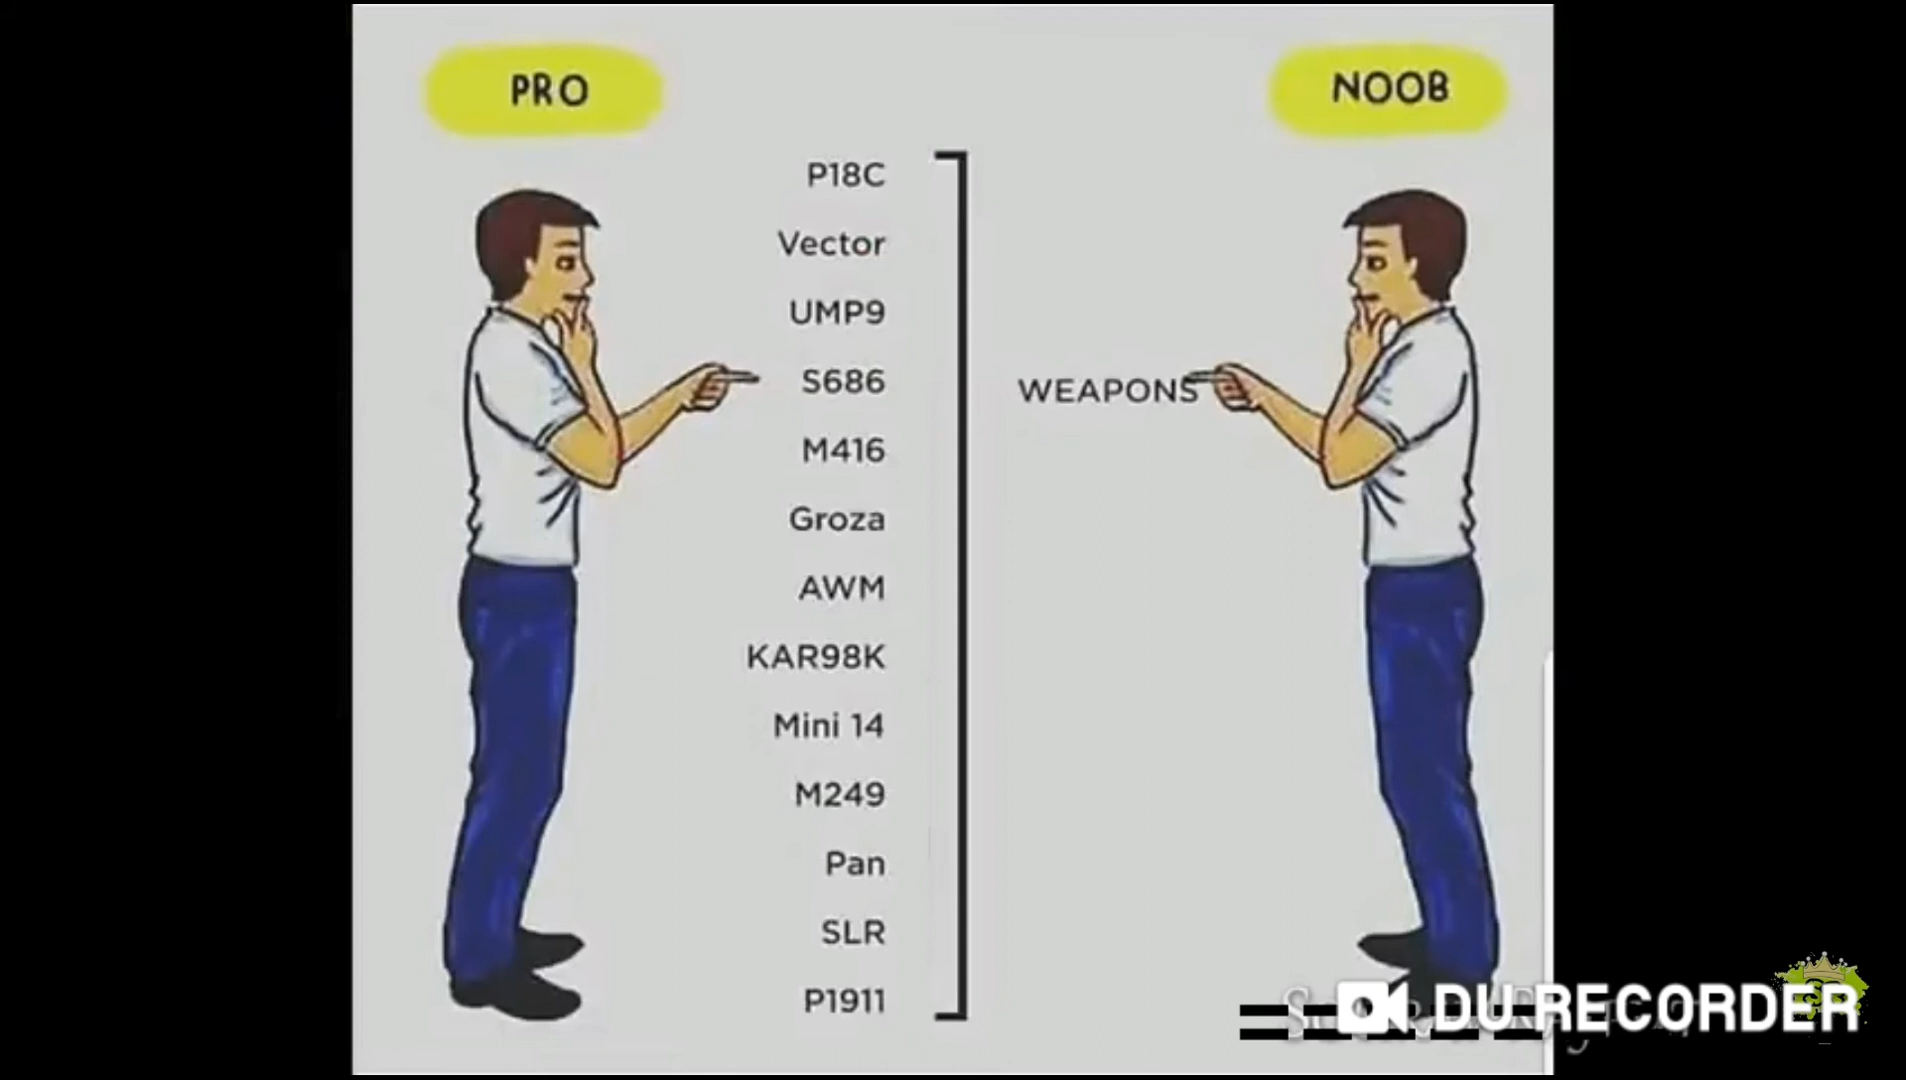 PRO
NOOB
P18C
Vector
UMP9
S686
M416
Groza
AWM
KAR98K
Mini 14
M249
Pan
SLR
P1911
WEAPONS
DU RECORDER